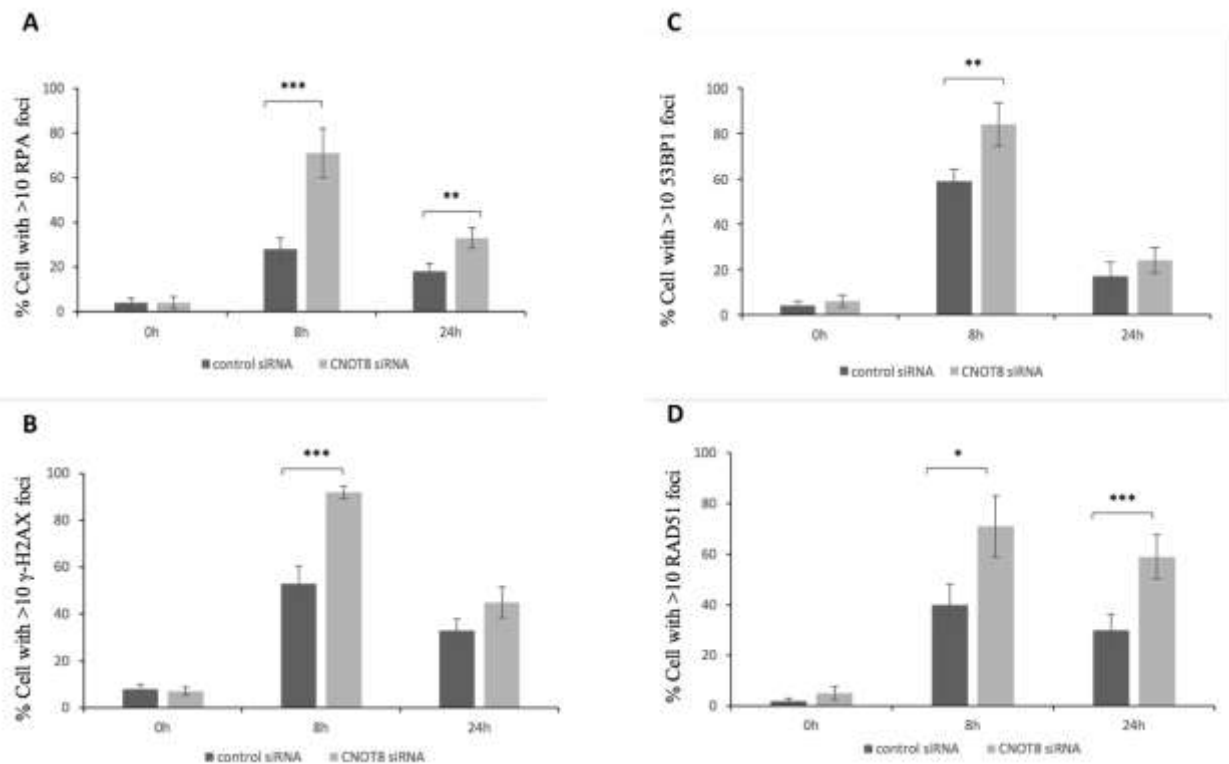 A
% Cell with >10 RPA foci
100
80
60
40
20
0
***
**
0h 8h 24h
control siRNA CNOT8 siRNA
B
% Cell with >10 γ-H2AX foci
100
80
60
40
20
0
***
0h 8h 24h
control siRNA CNOT8 siRNA
C
% Cell with >10 53BP1 foci
100
80
60
40
20
0
**
0h 8h 24h
control siRNA CNOT8 siRNA
D
% Cell with >10 RAD51 foci
100
80
60
40
20
0
*
***
0h 8h 24h
control siRNA CNOT8 siRNA